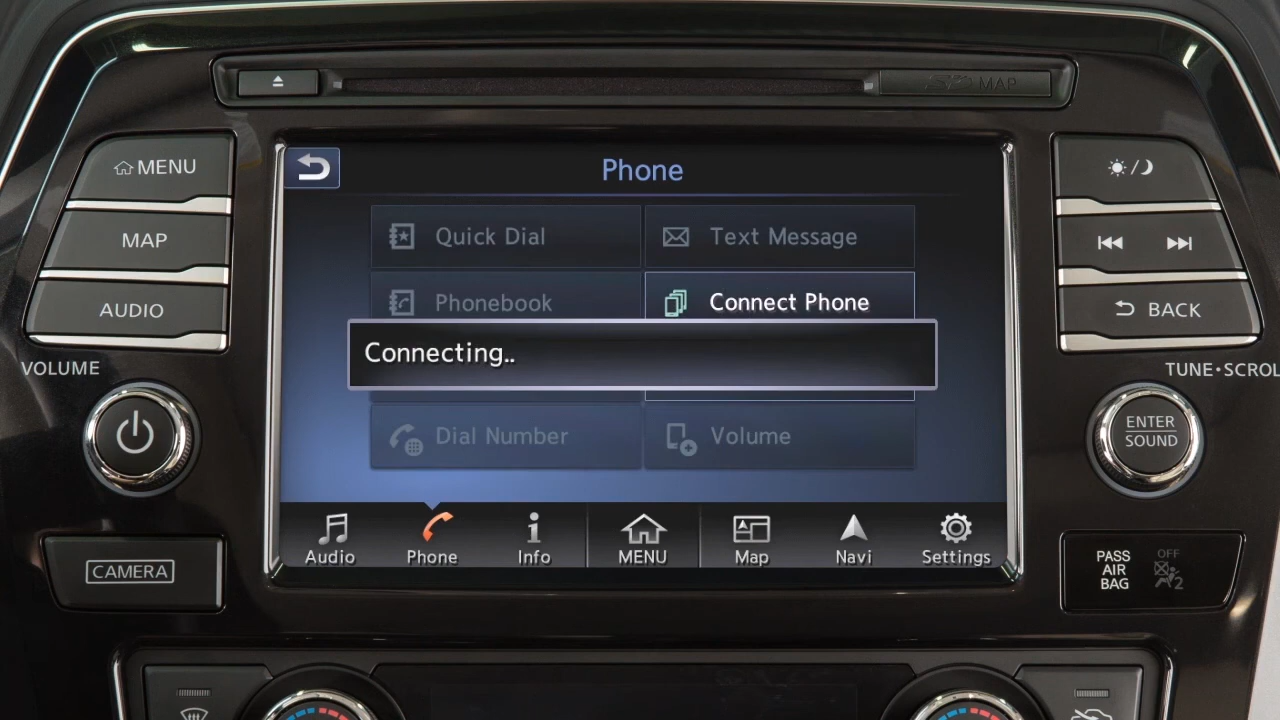 MAP
MENU
MAP
AUDIO
VOLUME
Phone
Quick Dial
Text Message
Phonebook
Connect Phone
Connecting..
Dial Number
Volume
Audio
Phone
Info
MENU
Map
Navi
Settings
BACK
TUNE•SCROL
ENTER
SOUND
CAMERA
PASS
AIR
BAG
OFF
2